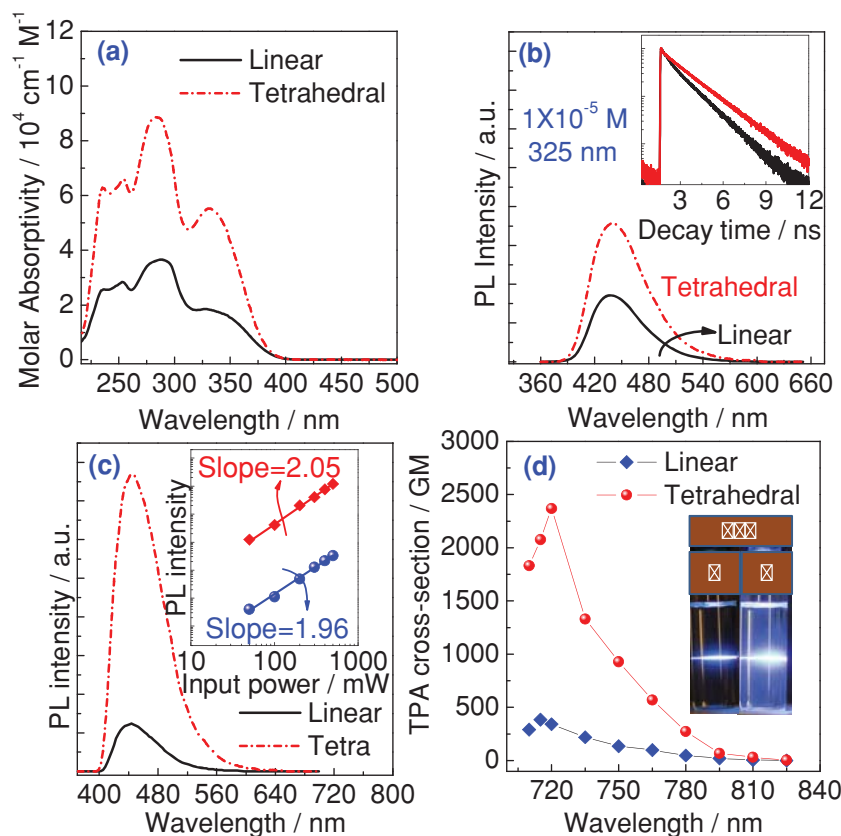 (a)
Linear
Tetrahedral
Molar Absorptivity / 10⁴ cm⁻¹ M⁻¹
12
10
8
6
4
2
0
250 300 350 400 450 500
Wavelength / nm
(b)
1X10⁻⁵ M
325 nm
3 6 9 12
Decay time / ns
PL Intensity / a.u.
Tetrahedral
Linear
360 420 480 540 600 660
Wavelength / nm
(c)
Slope=2.05
PL intensity
Slope=1.96
10 100 1000
Input power / mW
PL intensity / a.u.
Linear
Tetra
400 480 560 640 720 800
Wavelength / nm
(d)
Linear
Tetrahedral
TPA cross-section / GM
3000
2500
2000
1500
1000
500
0
720 750 780 810 840
Wavelength / nm